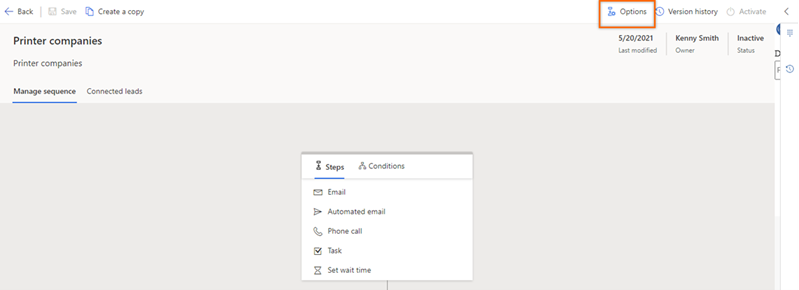 Back Save Create a copy Options Version history Activate
Printer companies
5/20/2021 Kenny Smith Inactive
Last modified Owner Status
Printer companies
Manage sequence Connected leads
Steps Conditions
Email
Automated email
Phone call
Task
Set wait time